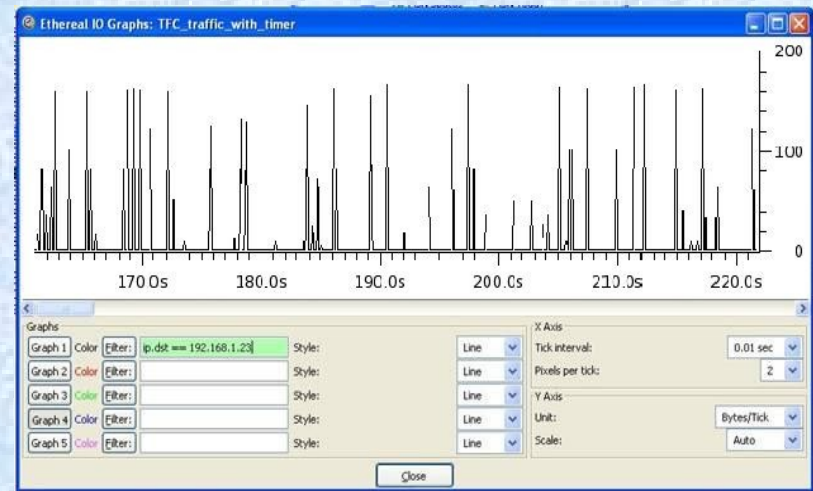 Ethereal IO Graphs: TFC_traffic_with_timer
200
100
0
170.0s 180.0s 190.0s 200.0s 210.0s 220.0s
Graphs
Graph 1 Color Filter: ip.dst == 192.168.1.23 Style: Line
Graph 2 Color Filter: Style: Line
Graph 3 Color Filter: Style: Line
Graph 4 Color Filter: Style: Line
Graph 5 Color Filter: Style: Line
X Axis
Tick interval: 0.01 sec
Pixels per tick: 2
Y Axis
Unit: Bytes/Tick
Scale: Auto
Close